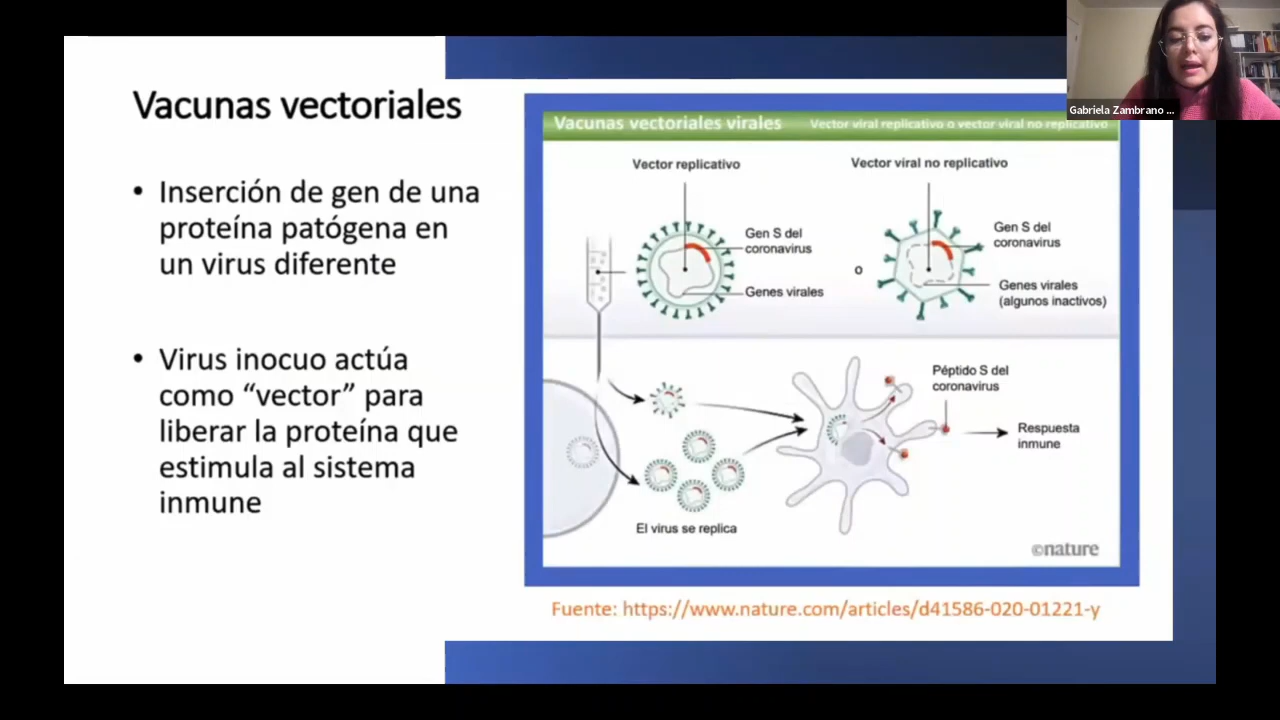 Vacunas vectoriales
• Inserción de gen de una
proteína patógena en
un virus diferente
• Virus inocuo actúa
como “vector” para
liberar la proteína que
estimula al sistema
inmune
Vacunas vectoriales virales
Vector viral replicativo o vector viral no replicativo
Vector replicativo
Vector viral no replicativo
Gen S del
coronavirus
Genes virales
o
Gen S del
coronavirus
Genes virales
(algunos inactivos)
Péptido S del
coronavirus
Respuesta
inmune
El virus se replica
©nature
Fuente: https://www.nature.com/articles/d41586-020-01221-y
Gabriela Zambrano ...